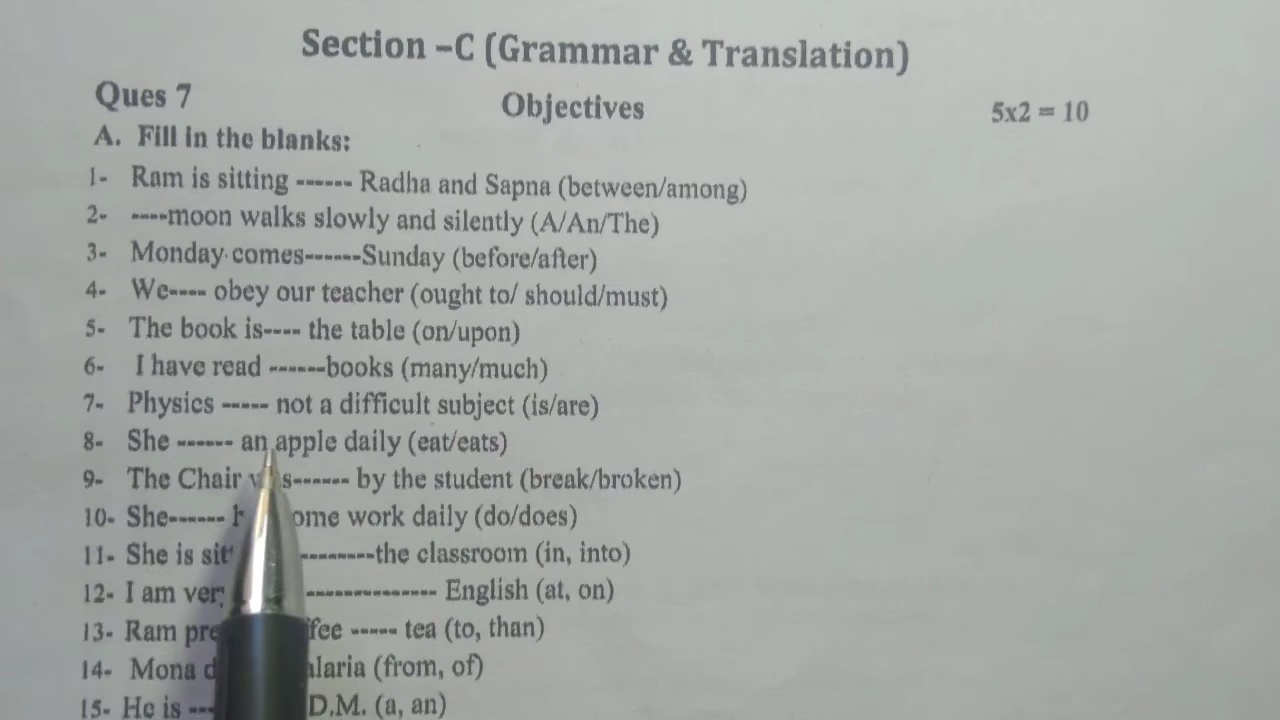 Section –C (Grammar & Translation)
Ques 7 Objectives 5x2 = 10
A. Fill in the blanks:
1- Ram is sitting ------ Radha and Sapna (between/among)
2- ----moon walks slowly and silently (A/An/The)
3- Monday comes------Sunday (before/after)
4- We---- obey our teacher (ought to/ should/must)
5- The book is---- the table (on/upon)
6- I have read ------books (many/much)
7- Physics ----- not a difficult subject (is/are)
8- She ------ an apple daily (eat/eats)
9- The Chair ------ by the student (break/broken)
10- She------ work daily (do/does)
11- She is --------the classroom (in, into)
12- I am -------------- English (at, on)
13- Ram ----- tea (to, than)
14- Mona (from, of)
15- He is --- D.M. (a, an)